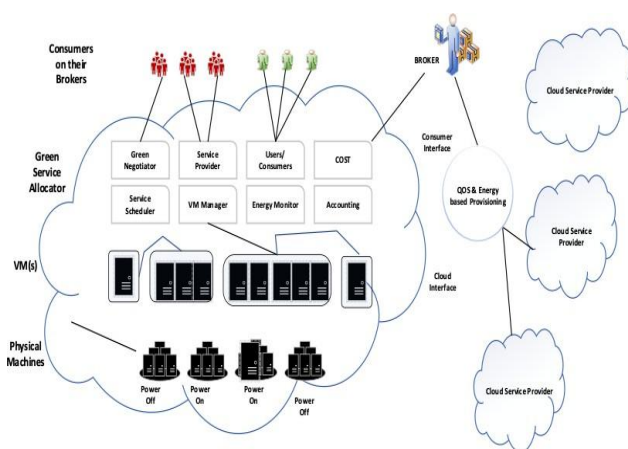 Consumers
on their
Brokers
BROKER
Cloud Service Provider
Green
Service
Allocator
Green
Negotiator
Service
Provider
Users/
Consumers
COST
Consumer
Interface
Service
Scheduler
VM Manager
Energy Monitor
Accounting
QOS & Energy
based Provisioning
Cloud Service
Provider
VM(s)
Cloud
Interface
Physical
Machines
Power
Off
Power
On
Power
On
Power
Off
Cloud Service Provider